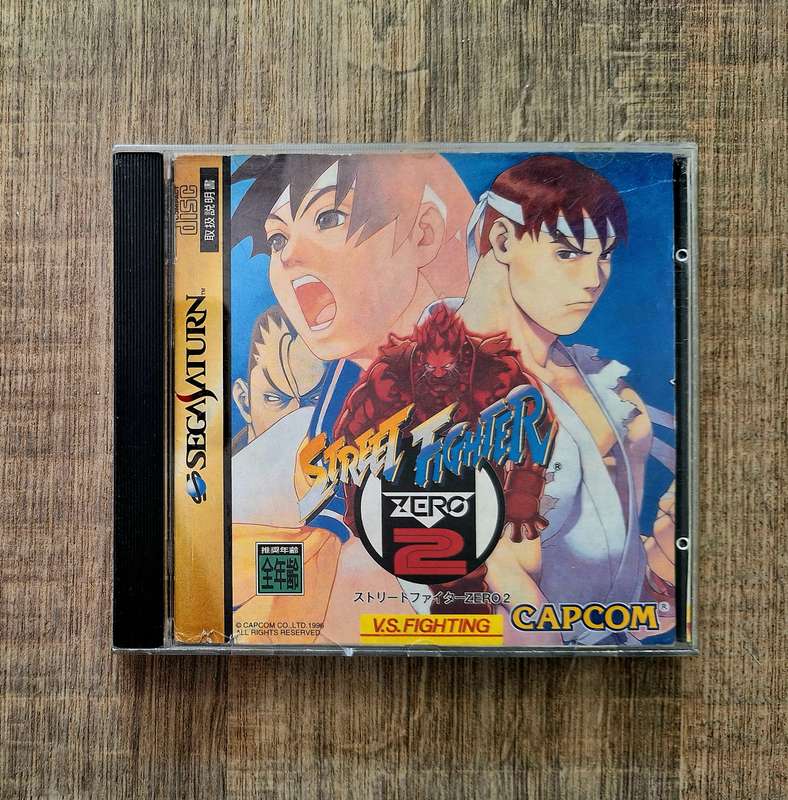 disc
取扱説明書
SEGA SATURN™
STREET FIGHTER®
ZERO
2
ストリートファイターZERO2
推奨年齢
全年齢
© CAPCOM CO.,LTD.1996
ALL RIGHTS RESERVED.
V.S.FIGHTING
CAPCOM®